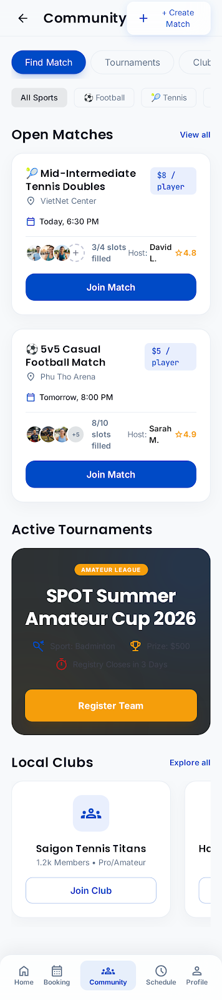 Community
+ Create
Match
Find Match
Tournaments
Club
All Sports
⚽ Football
🎾 Tennis
Open Matches
View all
🎾 Mid-Intermediate
Tennis Doubles
$8 /
player
VietNet Center
Today, 6:30 PM
+
3/4 slots
filled
Host:
David
L.
☆4.8
Join Match
⚽ 5v5 Casual
Football Match
$5 /
player
Phu Tho Arena
Tomorrow, 8:00 PM
+5
8/10
slots
filled
Host:
Sarah
M.
☆4.9
Join Match
Active Tournaments
AMATEUR LEAGUE
SPOT Summer
Amateur Cup 2026
Sport: Badminton
Prize: $500
Registry Closes in 3 Days
Register Team
Local Clubs
Explore all
Saigon Tennis Titans
1.2k Members • Pro/Amateur
Join Club
Home
Booking
Community
Schedule
Profile